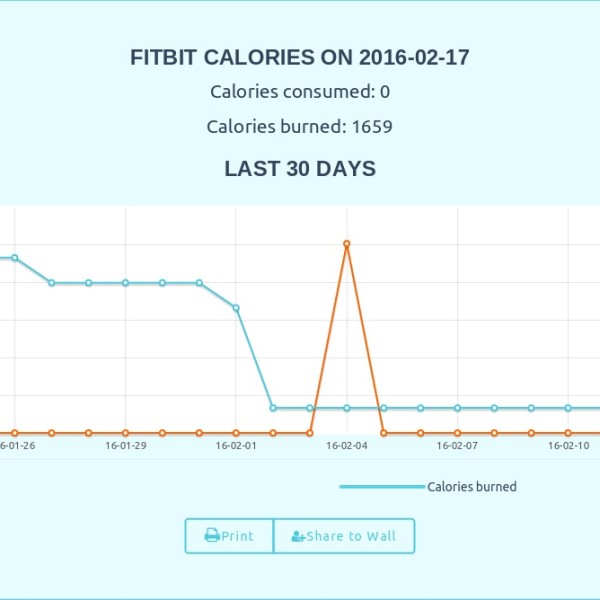 FITBIT CALORIES ON 2016-02-17
Calories consumed: 0
Calories burned: 1659
LAST 30 DAYS
6-01-26 16-01-29 16-02-01 16-02-04 16-02-07 16-02-10
Calories burned
Print Share to Wall